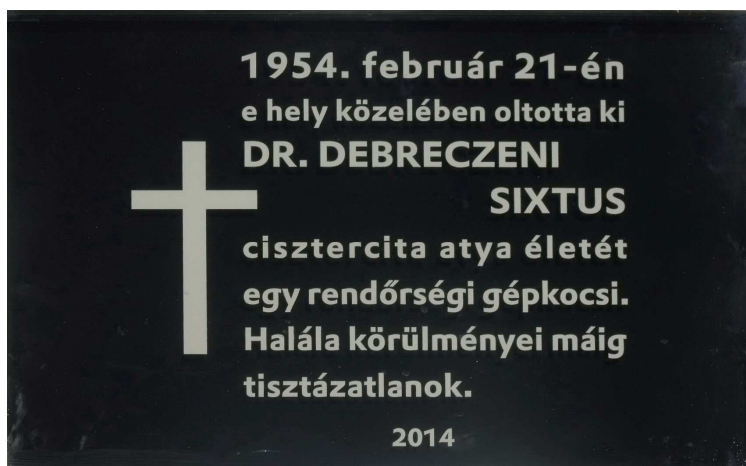 1954. február 21-én
e hely közelében oltotta ki
DR. DEBRECZENI
SIXTUS
cisztercita atya életét
egy rendőrségi gépkocsi.
Halála körülményei máig
tisztázatlanok.
2014